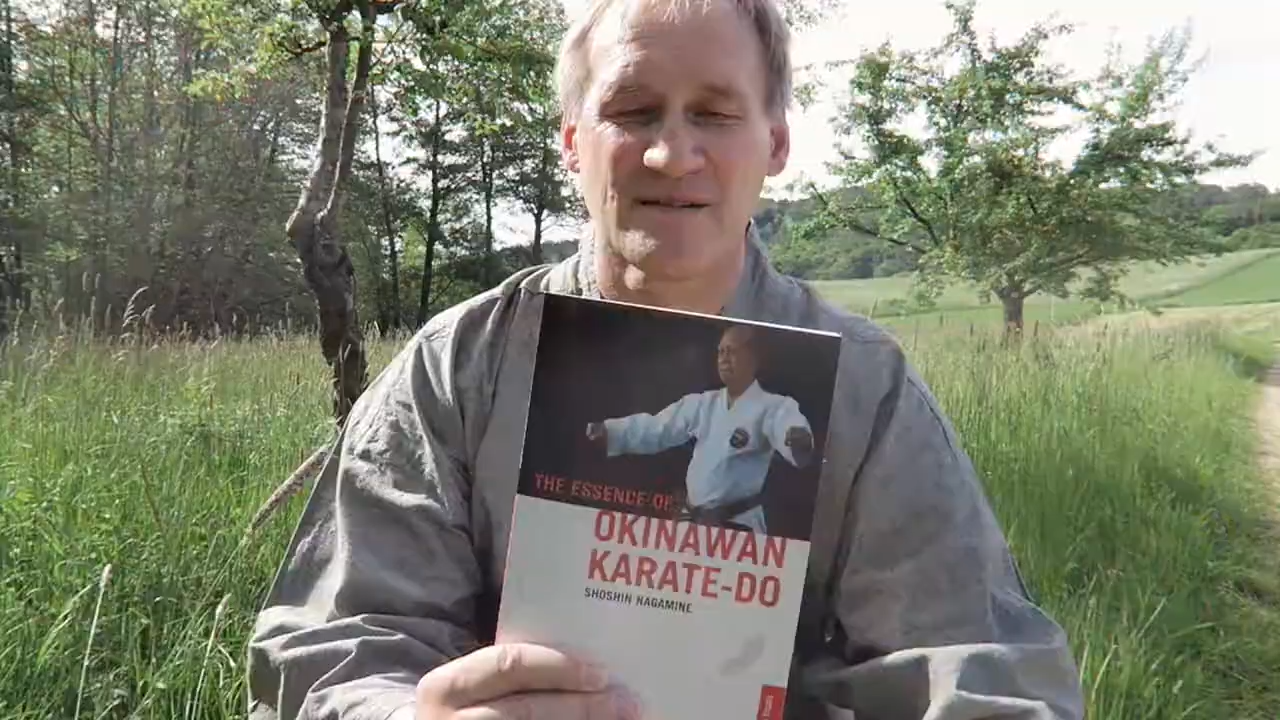 THE ESSENCE OF
OKINAWAN
KARATE-DO
SHOSHIN NAGAMINE